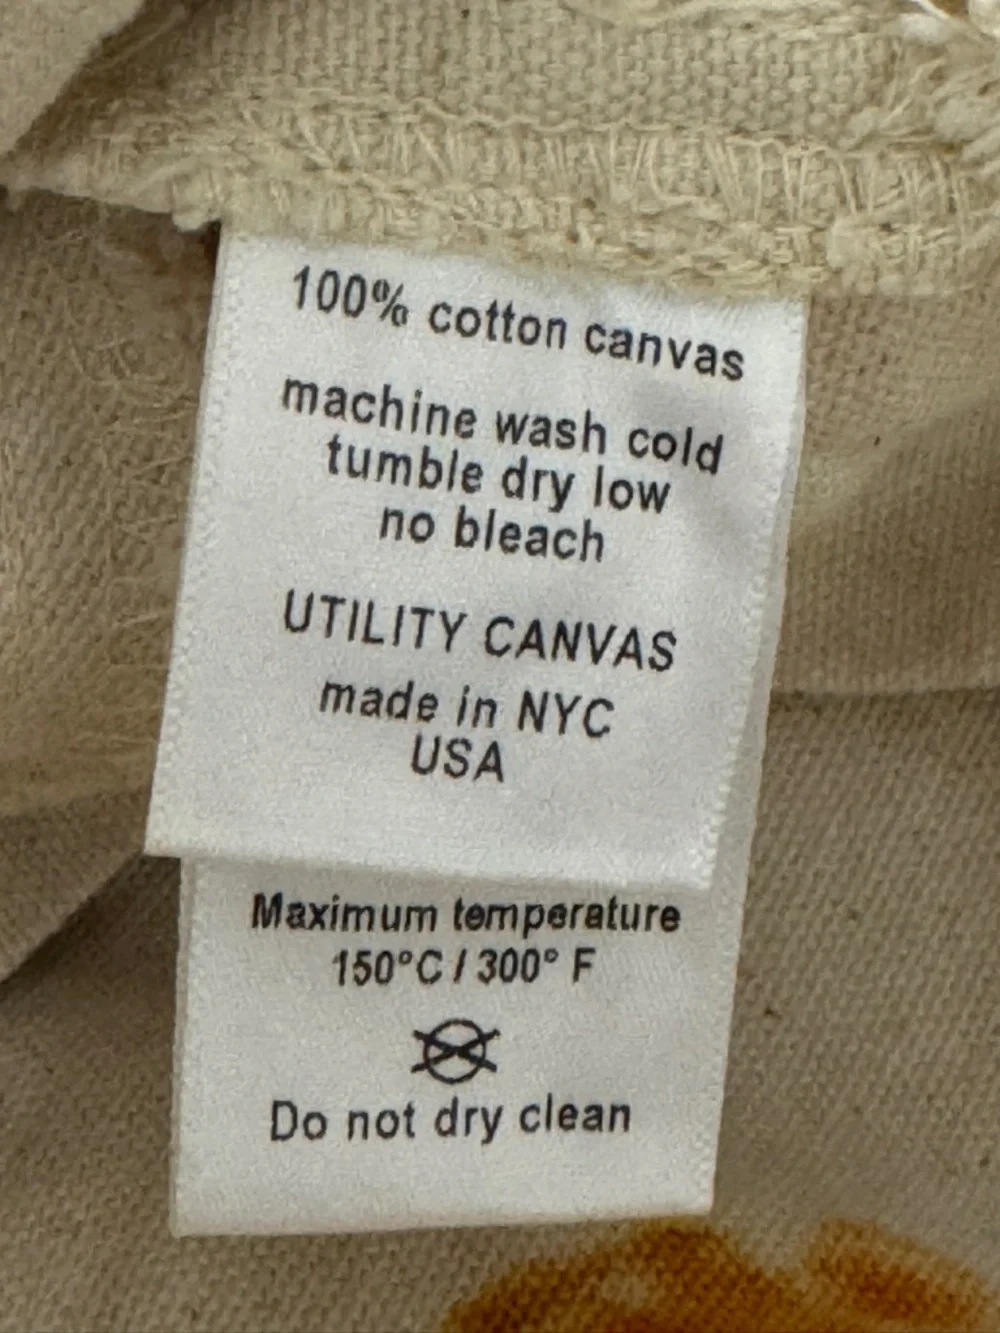 100% cotton canvas
machine wash cold
tumble dry low
no bleach
UTILITY CANVAS
made in NYC
USA
Maximum temperature
150°C / 300° F
Do not dry clean